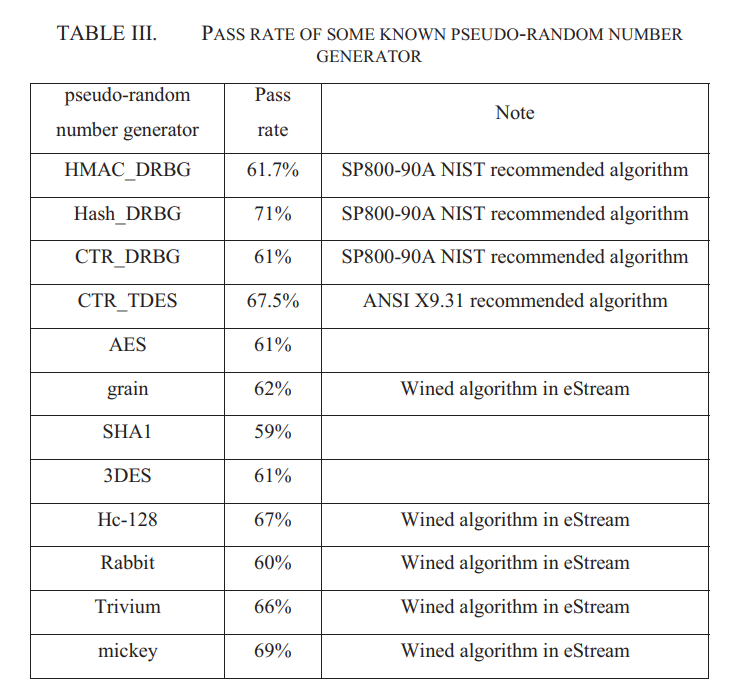 TABLE III. PASS RATE OF SOME KNOWN PSEUDO-RANDOM NUMBER
GENERATOR
pseudo-random
number generator
Pass
rate
Note
HMAC_DRBG 61.7% SP800-90A NIST recommended algorithm
Hash_DRBG 71% SP800-90A NIST recommended algorithm
CTR_DRBG 61% SP800-90A NIST recommended algorithm
CTR_TDES 67.5% ANSI X9.31 recommended algorithm
AES 61%
grain 62% Wined algorithm in eStream
SHA1 59%
3DES 61%
Hc-128 67% Wined algorithm in eStream
Rabbit 60% Wined algorithm in eStream
Trivium 66% Wined algorithm in eStream
mickey 69% Wined algorithm in eStream